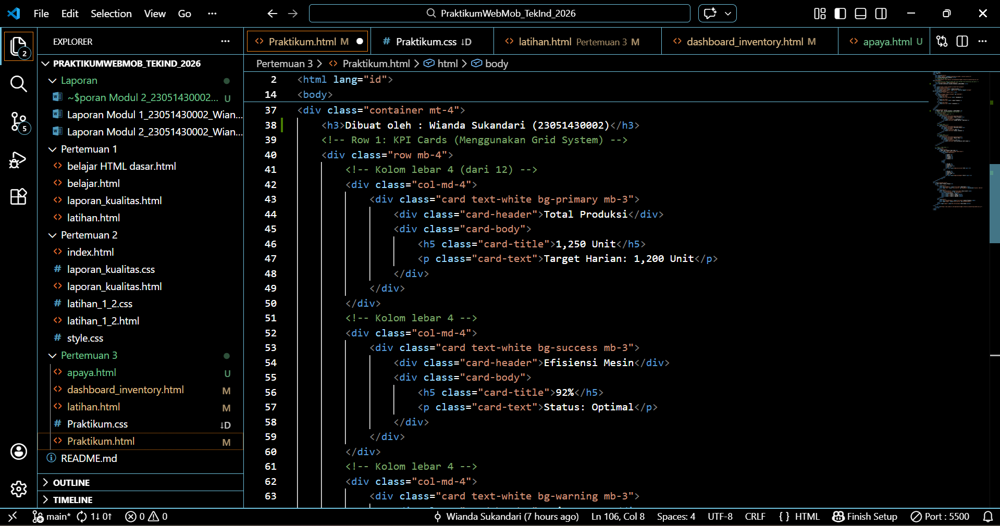 File Edit Selection View Go ··· PraktikumWebMob_TekInd_2026
EXPLORER ···
PRAKTIKUMWEBMOB_TEKIND_2026
Laporan
~$poran Modul 2_23051430002... U
Laporan Modul 1_23051430002_Wian...
Laporan Modul 2_23051430002_Wian...
Pertemuan 1
belajar HTML dasar.html
belajar.html
laporan_kualitas.html
latihan.html
Pertemuan 2
index.html
laporan_kualitas.css
laporan_kualitas.html
latihan_1_2.css
latihan_1_2.html
style.css
Pertemuan 3
apaya.html U
dashboard_inventory.html M
latihan.html M
Praktikum.css ↓D
Praktikum.html M
README.md
OUTLINE
TIMELINE
2
5
Praktikum.html M Praktikum.css ↓D latihan.html Pertemuan 3 M dashboard_inventory.html M apaya.html U ···
Pertemuan 3 > Praktikum.html > html > body
2 <html lang="id">
14 <body>
37 <div class="container mt-4">
38 <h3>Dibuat oleh : Wianda Sukandari (23051430002)</h3>
39 <!-- Row 1: KPI Cards (Menggunakan Grid System) -->
40 <div class="row mb-4">
41 <!-- Kolom lebar 4 (dari 12) -->
42 <div class="col-md-4">
43 <div class="card text-white bg-primary mb-3">
44 <div class="card-header">Total Produksi</div>
45 <div class="card-body">
46 <h5 class="card-title">1,250 Unit</h5>
47 <p class="card-text">Target Harian: 1,200 Unit</p>
48 </div>
49 </div>
50 </div>
51 <!-- Kolom lebar 4 -->
52 <div class="col-md-4">
53 <div class="card text-white bg-success mb-3">
54 <div class="card-header">Efisiensi Mesin</div>
55 <div class="card-body">
56 <h5 class="card-title">92%</h5>
57 <p class="card-text">Status: Optimal</p>
58 </div>
59 </div>
60 </div>
61 <!-- Kolom lebar 4 -->
62 <div class="col-md-4">
63 <div class="card text-white bg-warning mb-3">
main* 1↓ 0↑ 0 0 Wianda Sukandari (7 hours ago) Ln 106, Col 8 Spaces: 4 UTF-8 CRLF { } HTML Finish Setup Port : 5500